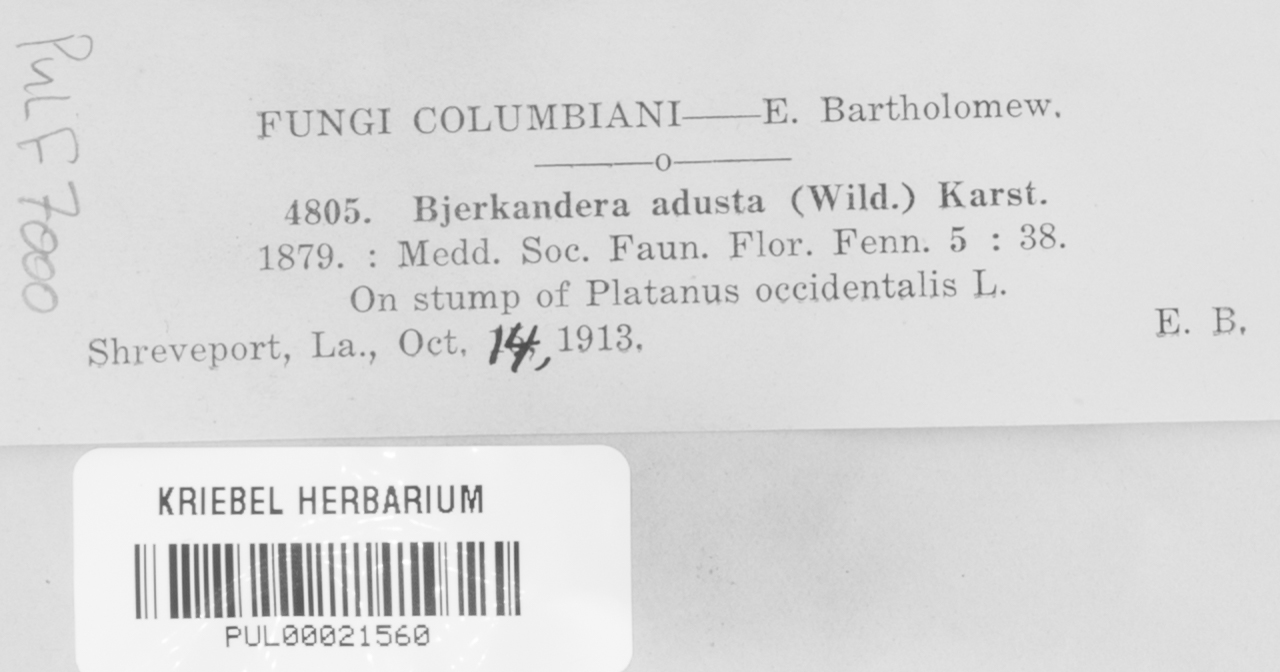 PUL F 7000
FUNGI COLUMBIANI——E. Bartholomew.
———o———
4805. Bjerkandera adusta (Wild.) Karst.
1879. : Medd. Soc. Faun. Flor. Fenn. 5 : 38.
On stump of Platanus occidentalis L.
Shreveport, La., Oct. 14, 1913. E. B.
KRIEBEL HERBARIUM
PUL00021560